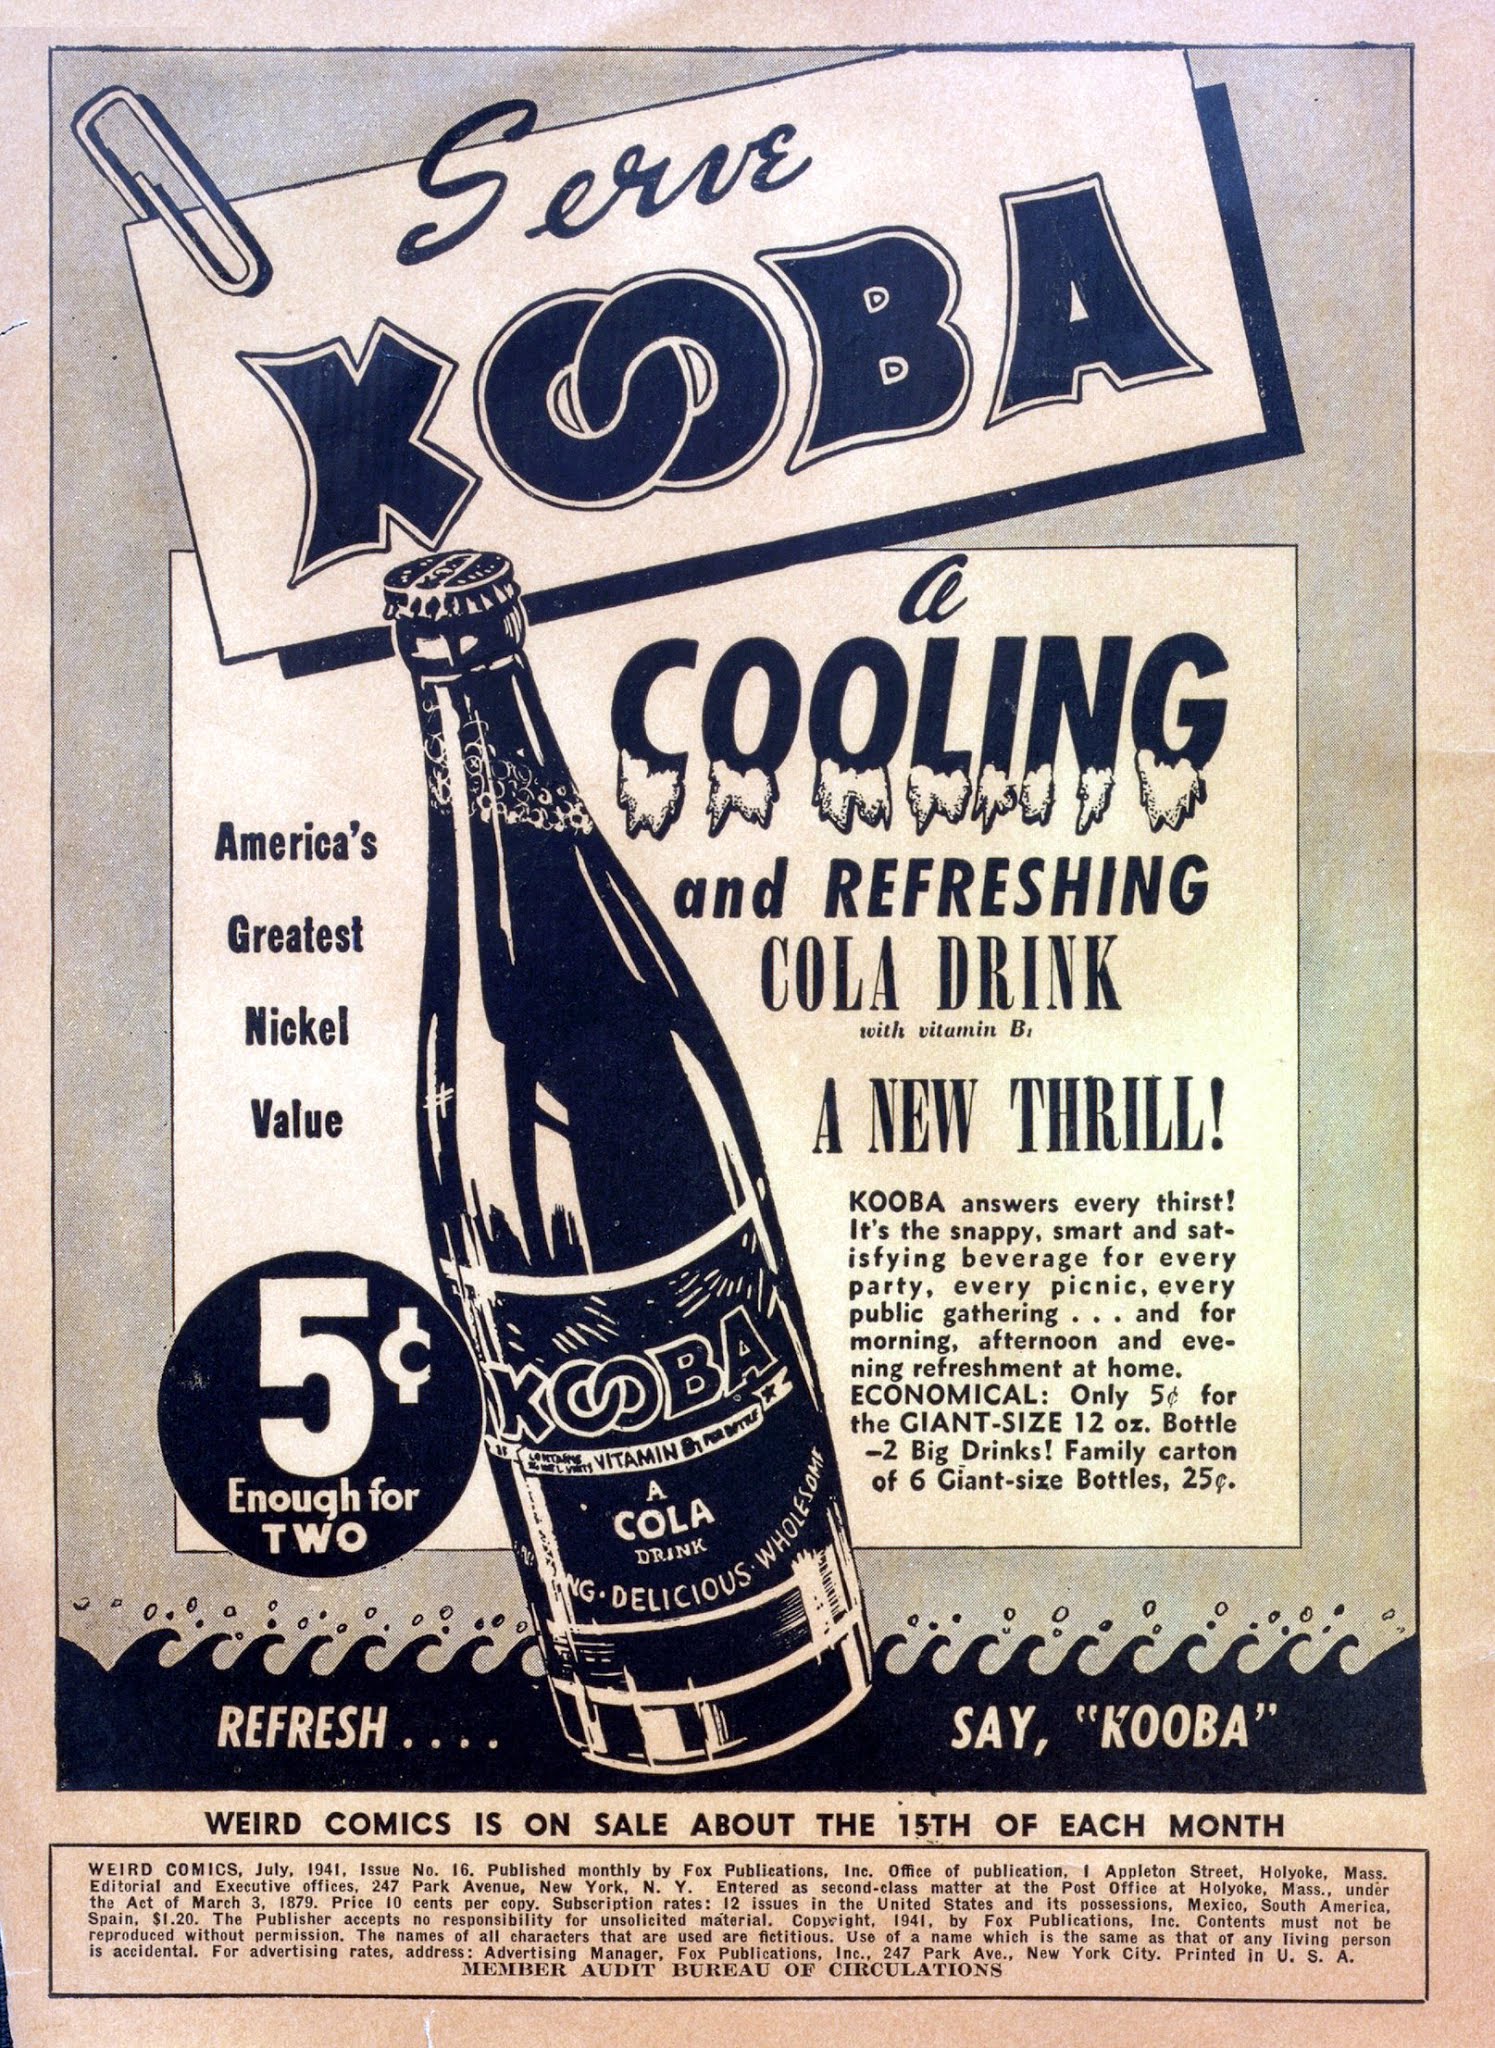 Serve
KOOBA
a
COOLING
and REFRESHING
COLA DRINK
with vitamin B₁
A NEW THRILL!
America's
Greatest
Nickel
Value
KOOBA answers every thirst!
It's the snappy, smart and sat-
isfying beverage for every
party, every picnic, every
public gathering . . . and for
morning, afternoon and eve-
ning refreshment at home.
ECONOMICAL: Only 5¢ for
the GIANT-SIZE 12 oz. Bottle
—2 Big Drinks! Family carton
of 6 Giant-size Bottles, 25¢.
5¢
Enough for
TWO
KOOBA
CONTAINS
VITAMIN B₁ PER BOTTLE
A
COLA
DRINK
NG · DELICIOUS · WHOLESOME
REFRESH . . . .
SAY, "KOOBA"
WEIRD COMICS IS ON SALE ABOUT THE 15TH OF EACH MONTH
WEIRD COMICS, July, 1941, Issue No. 16. Published monthly by Fox Publications, Inc. Office of publication, 1 Appleton Street, Holyoke, Mass.
Editorial and Executive offices, 247 Park Avenue, New York, N. Y. Entered as second-class matter at the Post Office at Holyoke, Mass., under
the Act of March 3, 1879. Price 10 cents per copy. Subscription rates: 12 issues in the United States and its possessions, Mexico, South America,
Spain, $1.20. The Publisher accepts no responsibility for unsolicited material. Copyright, 1941, by Fox Publications, Inc. Contents must not be
reproduced without permission. The names of all characters that are used are fictitious. Use of a name which is the same as that of any living person
is accidental. For advertising rates, address: Advertising Manager, Fox Publications, Inc., 247 Park Ave., New York City. Printed in U. S. A.
MEMBER AUDIT BUREAU OF CIRCULATIONS